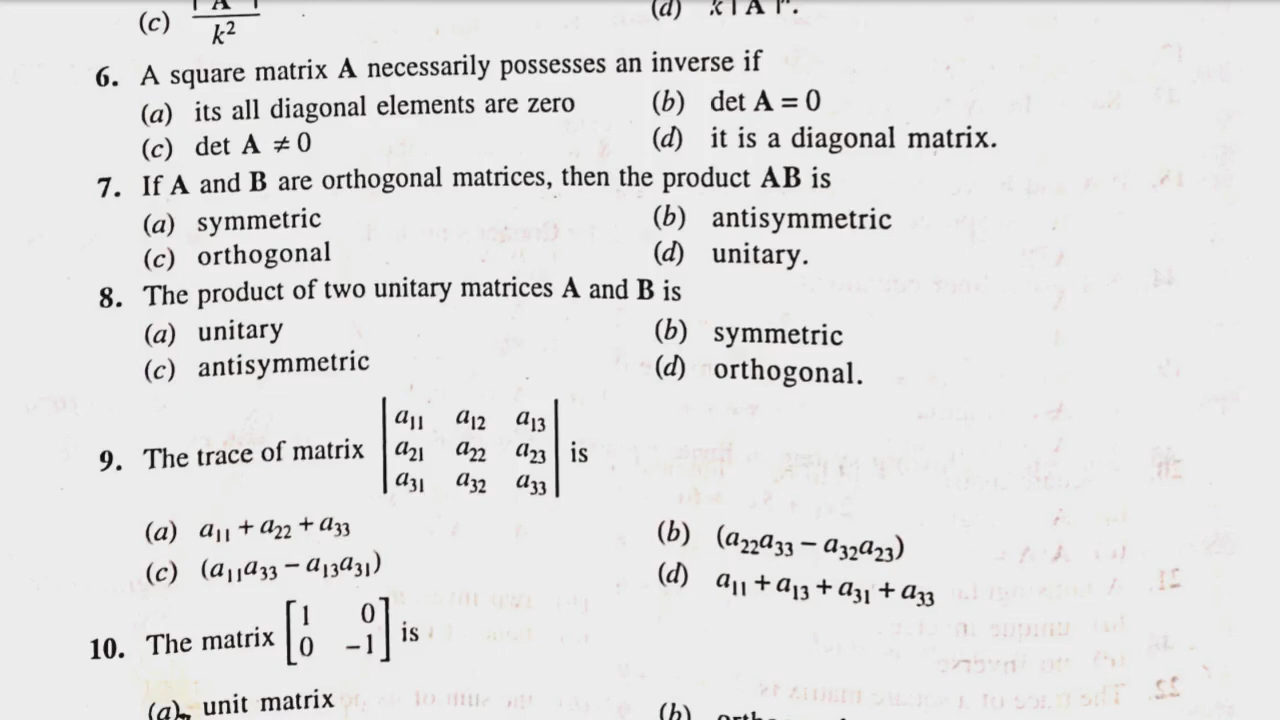 (c) | A | / k²
(d) k | A |ⁿ.
6. A square matrix A necessarily possesses an inverse if
(a) its all diagonal elements are zero
(b) det A = 0
(c) det A ≠ 0
(d) it is a diagonal matrix.
7. If A and B are orthogonal matrices, then the product AB is
(a) symmetric
(b) antisymmetric
(c) orthogonal
(d) unitary.
8. The product of two unitary matrices A and B is
(a) unitary
(b) symmetric
(c) antisymmetric
(d) orthogonal.
a₁₁ a₁₂ a₁₃
9. The trace of matrix | a₂₁ a₂₂ a₂₃ | is
a₃₁ a₃₂ a₃₃
(a) a₁₁ + a₂₂ + a₃₃
(b) (a₂₂a₃₃ − a₃₂a₂₃)
(c) (a₁₁a₃₃ − a₁₃a₃₁)
(d) a₁₁ + a₁₃ + a₃₁ + a₃₃
10. The matrix [1 0
0 −1] is
(a) unit matrix
(b)